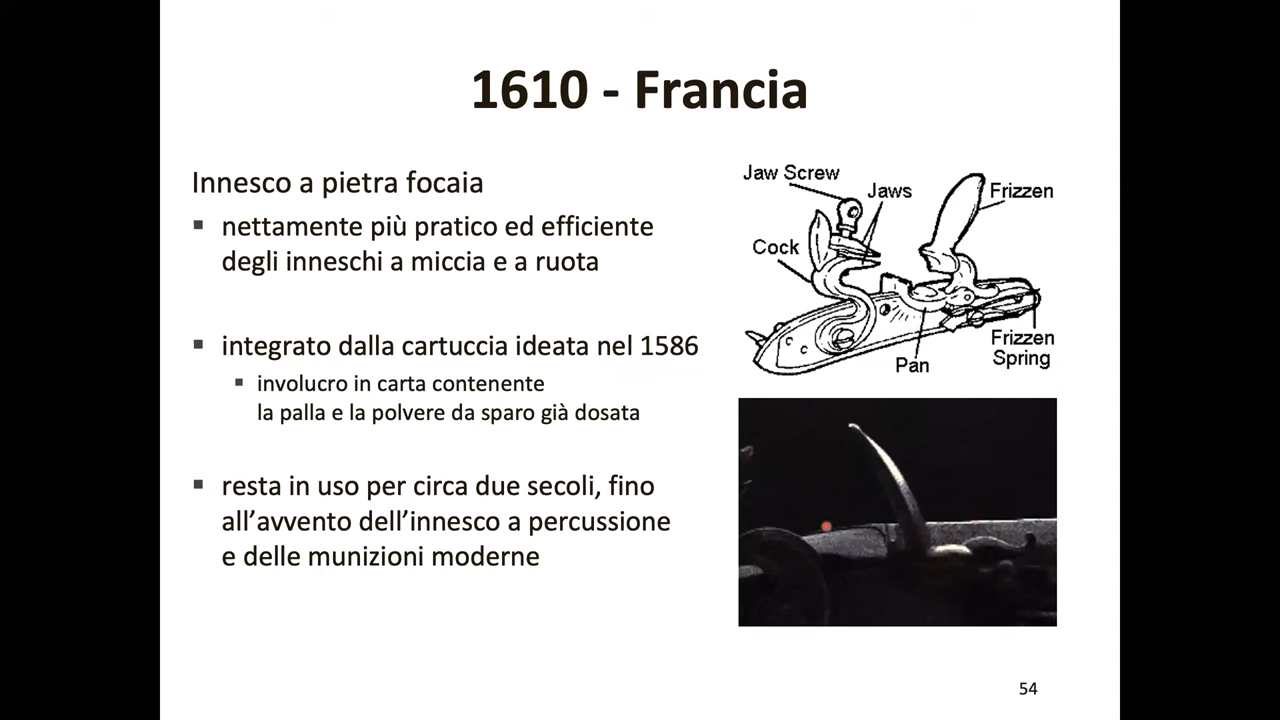 1610 - Francia
Innesco a pietra focaia
▪ nettamente più pratico ed efficiente
degli inneschi a miccia e a ruota
▪ integrato dalla cartuccia ideata nel 1586
▪ involucro in carta contenente
la palla e la polvere da sparo già dosata
▪ resta in uso per circa due secoli, fino
all’avvento dell’innesco a percussione
e delle munizioni moderne
Jaw Screw
Jaws
Frizzen
Cock
Pan
Frizzen
Spring
54